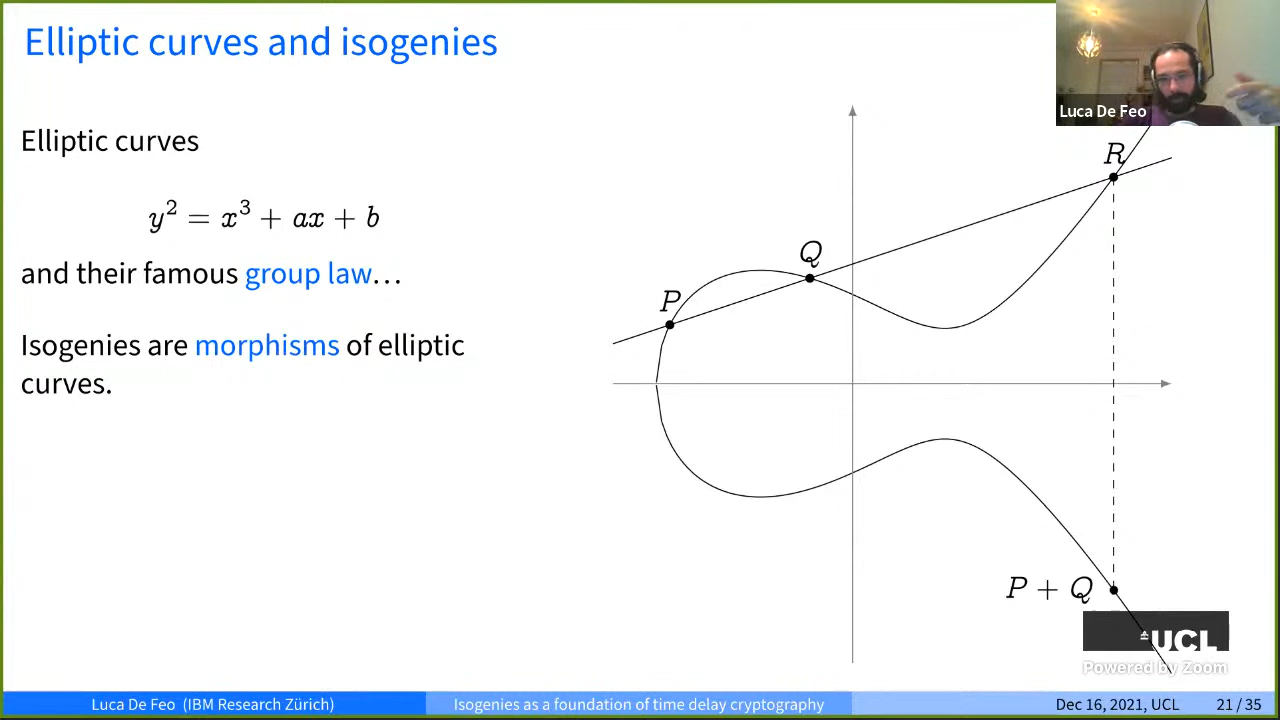 Elliptic curves and isogenies
Luca De Feo
Elliptic curves
y² = x³ + ax + b
and their famous group law…
Isogenies are morphisms of elliptic
curves.
R
Q
P
P + Q
UCL
Powered by Zoom
Luca De Feo (IBM Research Zürich)
Isogenies as a foundation of time delay cryptography
Dec 16, 2021, UCL
21 / 35